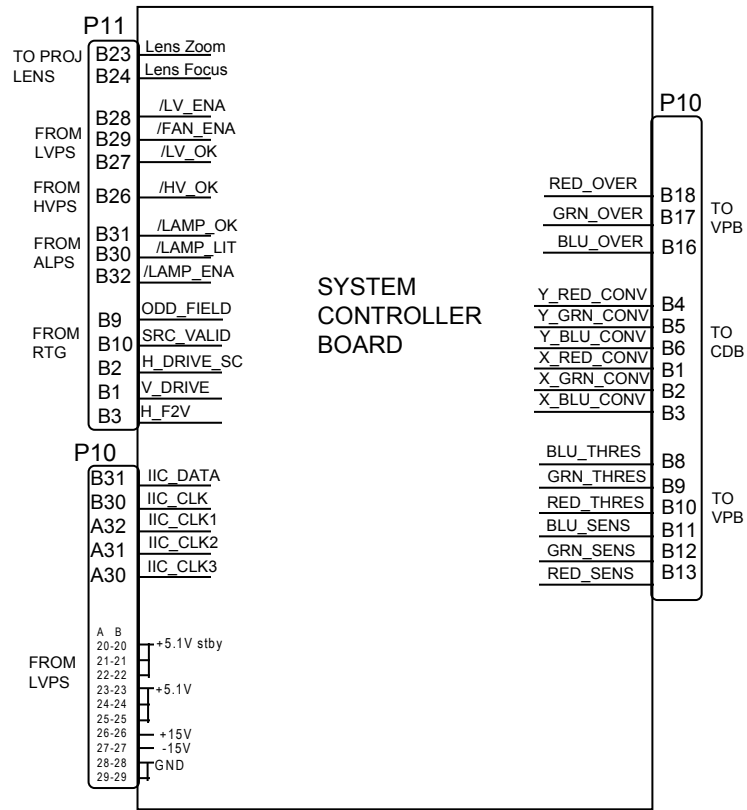 P11
TO PROJ
LENS
B23 Lens Zoom
B24 Lens Focus
FROM
LVPS
B28 /LV_ENA
B29 /FAN_ENA
B27 /LV_OK
FROM
HVPS
B26 /HV_OK
FROM
ALPS
B31 /LAMP_OK
B30 /LAMP_LIT
B32 /LAMP_ENA
FROM
RTG
B9 ODD_FIELD
B10 SRC_VALID
B2 H_DRIVE_SC
B1 V_DRIVE
B3 H_F2V
P10
B31 IIC_DATA
B30 IIC_CLK
A32 IIC_CLK1
A31 IIC_CLK2
A30 IIC_CLK3
FROM
LVPS
A B
20-20 +5.1V stby
21-21
22-22
23-23 +5.1V
24-24
25-25
26-26 +15V
27-27 -15V
28-28 GND
29-29
SYSTEM
CONTROLLER
BOARD
P10
RED_OVER B18
GRN_OVER B17
BLU_OVER B16
TO
VPB
Y_RED_CONV B4
Y_GRN_CONV B5
Y_BLU_CONV B6
X_RED_CONV B1
X_GRN_CONV B2
X_BLU_CONV B3
TO
CDB
BLU_THRES B8
GRN_THRES B9
RED_THRES B10
BLU_SENS B11
GRN_SENS B12
RED_SENS B13
TO
VPB